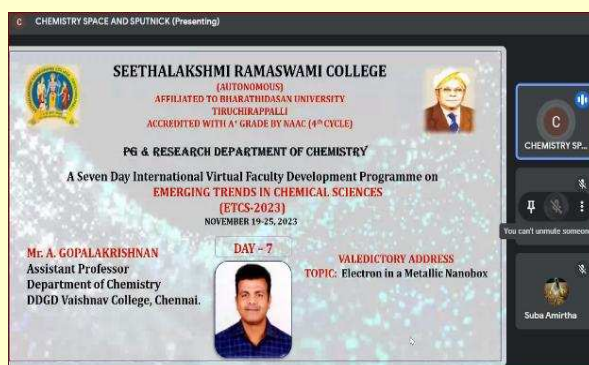 C CHEMISTRY SPACE AND SPUTNICK (Presenting)
SEETHALAKSHMI RAMASWAMI COLLEGE
(AUTONOMOUS)
AFFILIATED TO BHARATHIDASAN UNIVERSITY
TIRUCHIRAPPALLI
ACCREDITED WITH A+ GRADE BY NAAC (4th CYCLE)
PG & RESEARCH DEPARTMENT OF CHEMISTRY
A Seven Day International Virtual Faculty Development Programme on
EMERGING TRENDS IN CHEMICAL SCIENCES
(ETCS-2023)
NOVEMBER 19-25, 2023
DAY – 7
Mr. A. GOPALAKRISHNAN
Assistant Professor
Department of Chemistry
DDGD Vaishnav College, Chennai.
VALEDICTORY ADDRESS
TOPIC: Electron in a Metallic Nanobox
C
CHEMISTRY SP...
You can't unmute someone
Suba Amirtha